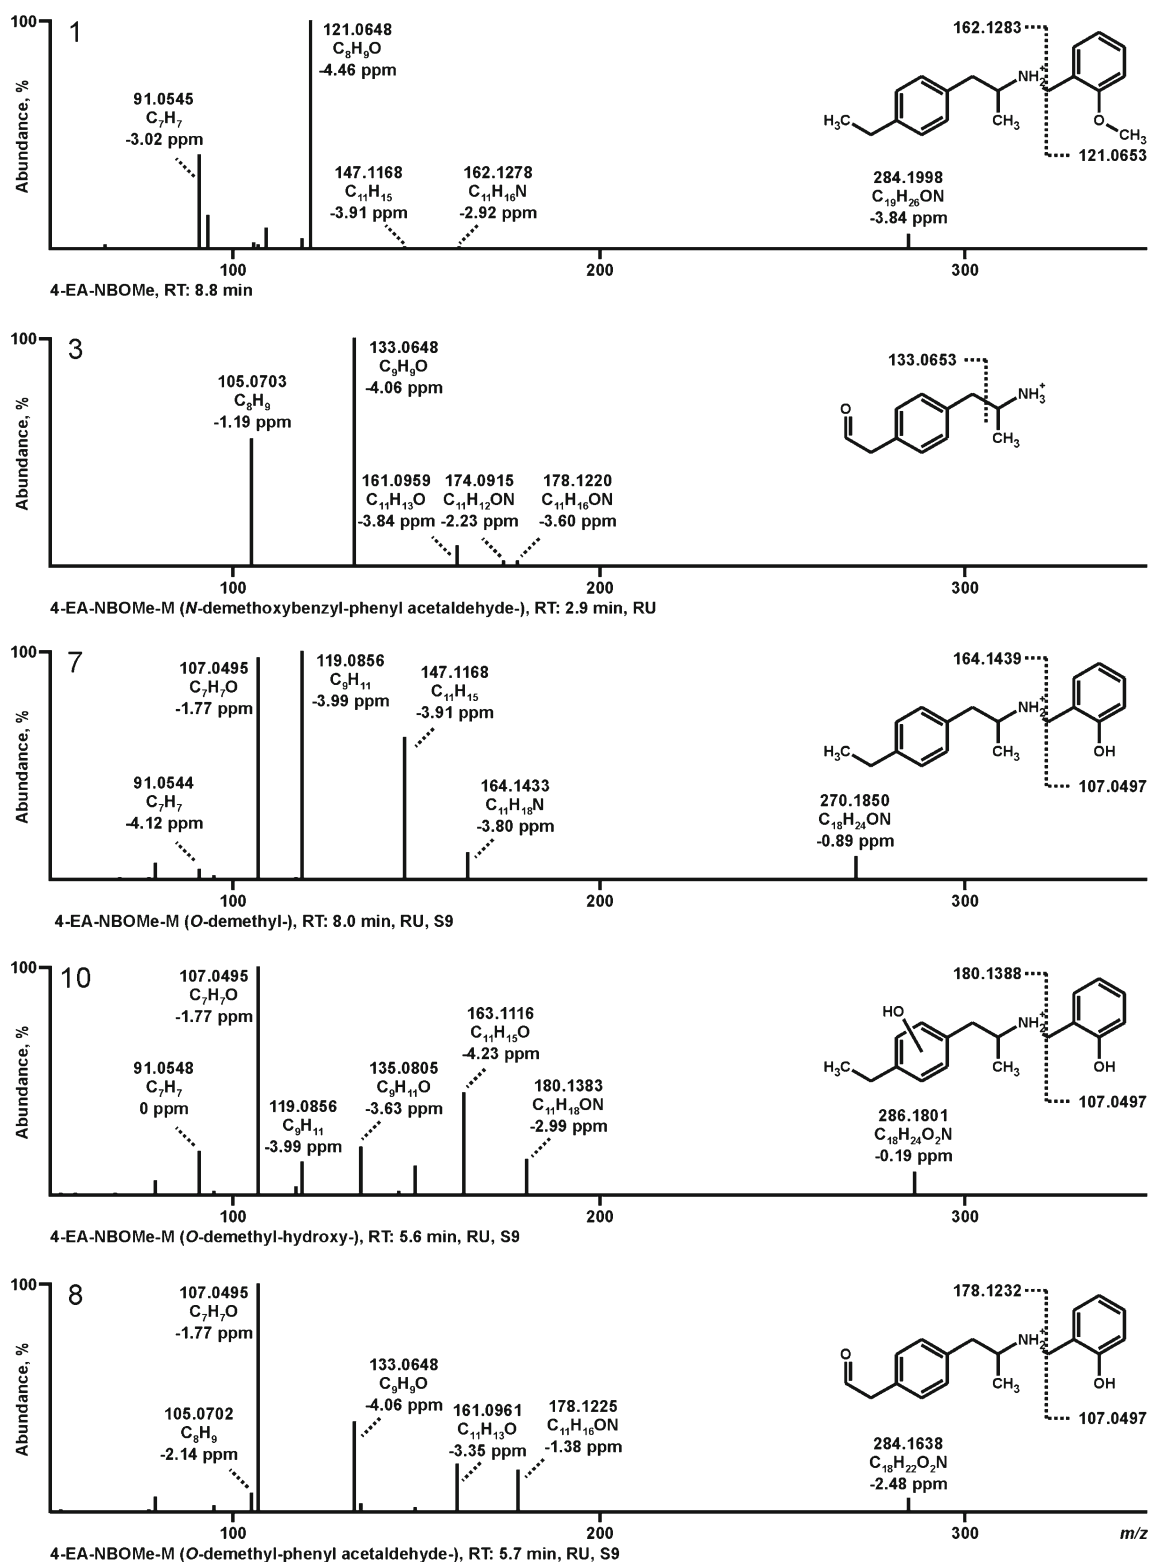 100
1
Abundance, %
91.0545
C7H7
-3.02 ppm
121.0648
C8H9O
-4.46 ppm
147.1168
C11H15
-3.91 ppm
162.1278
C11H16N
-2.92 ppm
284.1998
C19H26ON
-3.84 ppm
162.1283
H3C
NH2+
CH3
O
CH3
121.0653
100
200
300
4-EA-NBOMe, RT: 8.8 min
100
3
Abundance, %
105.0703
C8H9
-1.19 ppm
133.0648
C9H9O
-4.06 ppm
161.0959
C11H13O
-3.84 ppm
174.0915
C11H12ON
-2.23 ppm
178.1220
C11H16ON
-3.60 ppm
133.0653
O
NH3+
CH3
100
200
300
4-EA-NBOMe-M (N-demethoxybenzyl-phenyl acetaldehyde-), RT: 2.9 min, RU
100
7
Abundance, %
91.0544
C7H7
-4.12 ppm
107.0495
C7H7O
-1.77 ppm
119.0856
C9H11
-3.99 ppm
147.1168
C11H15
-3.91 ppm
164.1433
C11H18N
-3.80 ppm
270.1850
C18H24ON
-0.89 ppm
164.1439
H3C
NH2+
CH3
OH
107.0497
100
200
300
4-EA-NBOMe-M (O-demethyl-), RT: 8.0 min, RU, S9
100
10
Abundance, %
91.0548
C7H7
0 ppm
107.0495
C7H7O
-1.77 ppm
119.0856
C9H11
-3.99 ppm
135.0805
C9H11O
-3.63 ppm
163.1116
C11H15O
-4.23 ppm
180.1383
C11H18ON
-2.99 ppm
286.1801
C18H24O2N
-0.19 ppm
180.1388
HO
H3C
NH2+
CH3
OH
107.0497
100
200
300
4-EA-NBOMe-M (O-demethyl-hydroxy-), RT: 5.6 min, RU, S9
100
8
Abundance, %
105.0702
C8H9
-2.14 ppm
107.0495
C7H7O
-1.77 ppm
133.0648
C9H9O
-4.06 ppm
161.0961
C11H13O
-3.35 ppm
178.1225
C11H16ON
-1.38 ppm
284.1638
C18H22O2N
-2.48 ppm
178.1232
O
NH2+
CH3
OH
107.0497
100
200
300
m/z
4-EA-NBOMe-M (O-demethyl-phenyl acetaldehyde-), RT: 5.7 min, RU, S9